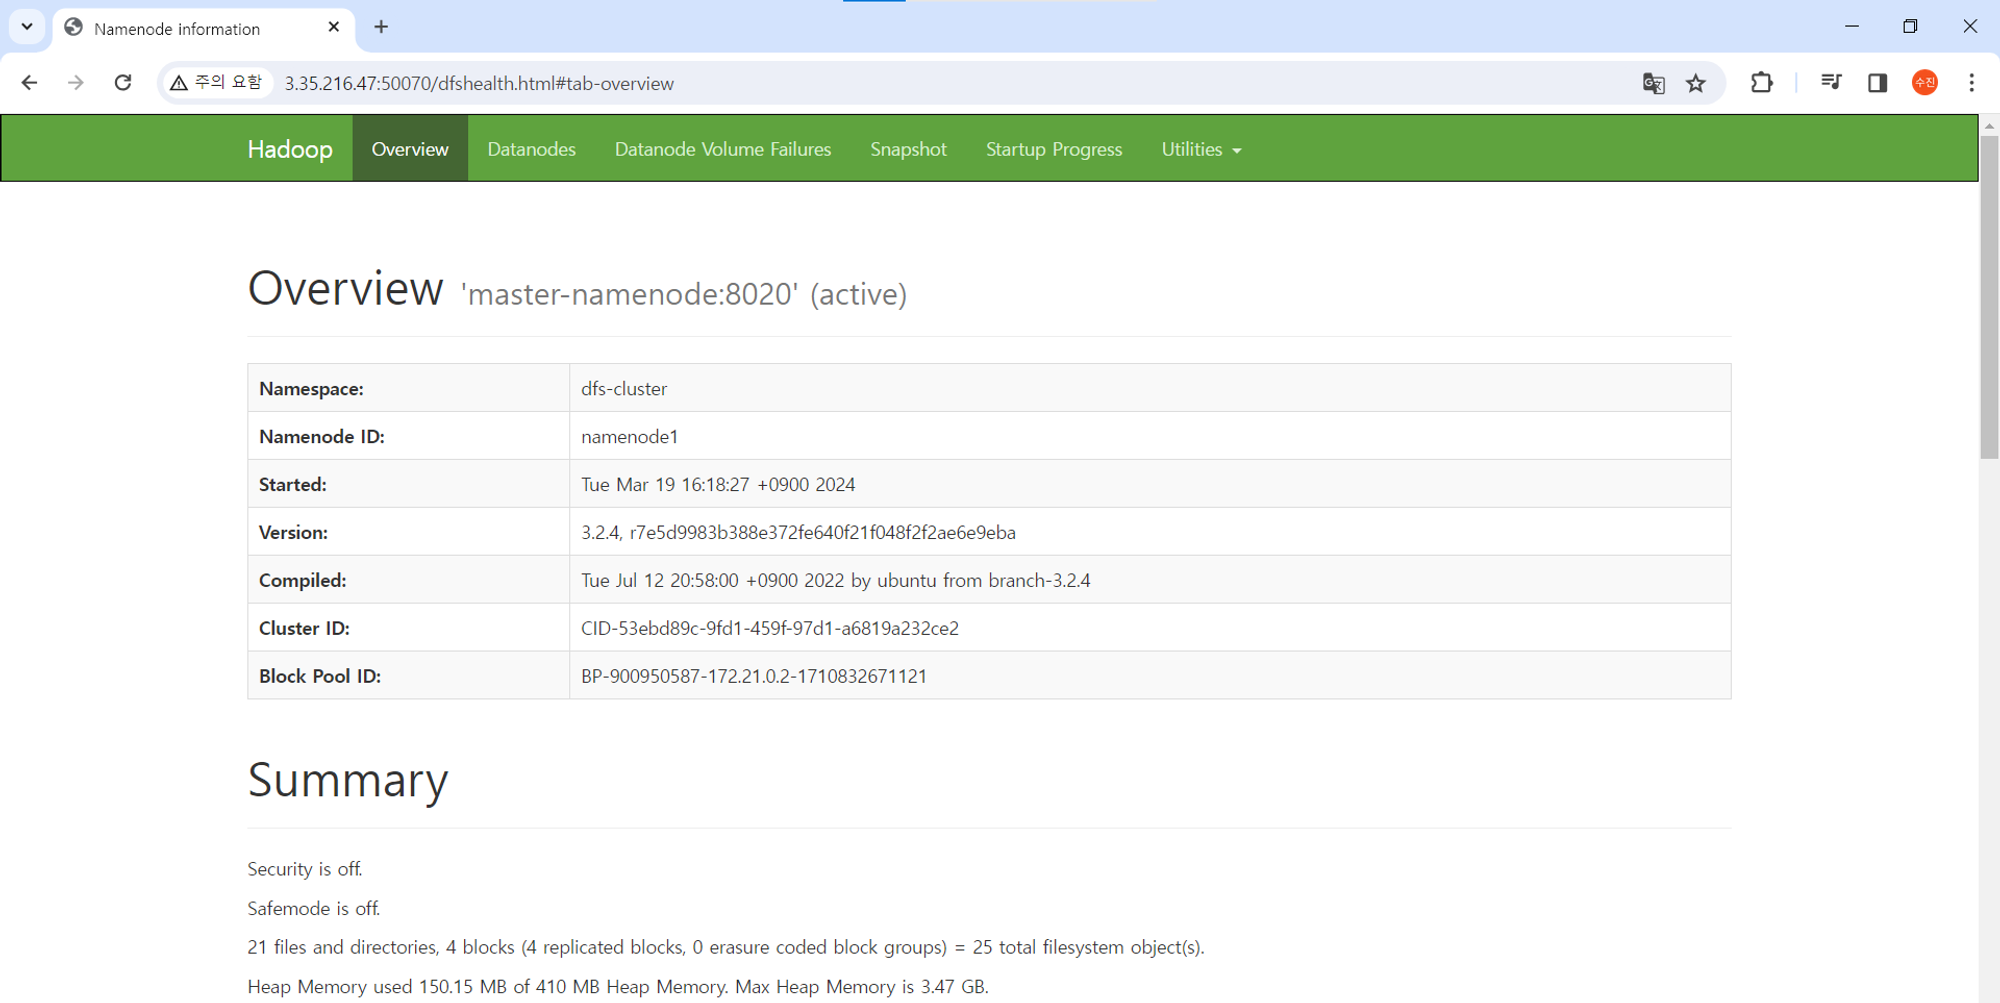 Namenode information
주의 요함
3.35.216.47:50070/dfshealth.html#tab-overview
수진
Hadoop Overview Datanodes Datanode Volume Failures Snapshot Startup Progress Utilities
Overview 'master-namenode:8020' (active)
Namespace: dfs-cluster
Namenode ID: namenode1
Started: Tue Mar 19 16:18:27 +0900 2024
Version: 3.2.4, r7e5d9983b388e372fe640f21f048f2f2ae6e9eba
Compiled: Tue Jul 12 20:58:00 +0900 2022 by ubuntu from branch-3.2.4
Cluster ID: CID-53ebd89c-9fd1-459f-97d1-a6819a232ce2
Block Pool ID: BP-900950587-172.21.0.2-1710832671121
Summary
Security is off.
Safemode is off.
21 files and directories, 4 blocks (4 replicated blocks, 0 erasure coded block groups) = 25 total filesystem object(s).
Heap Memory used 150.15 MB of 410 MB Heap Memory. Max Heap Memory is 3.47 GB.